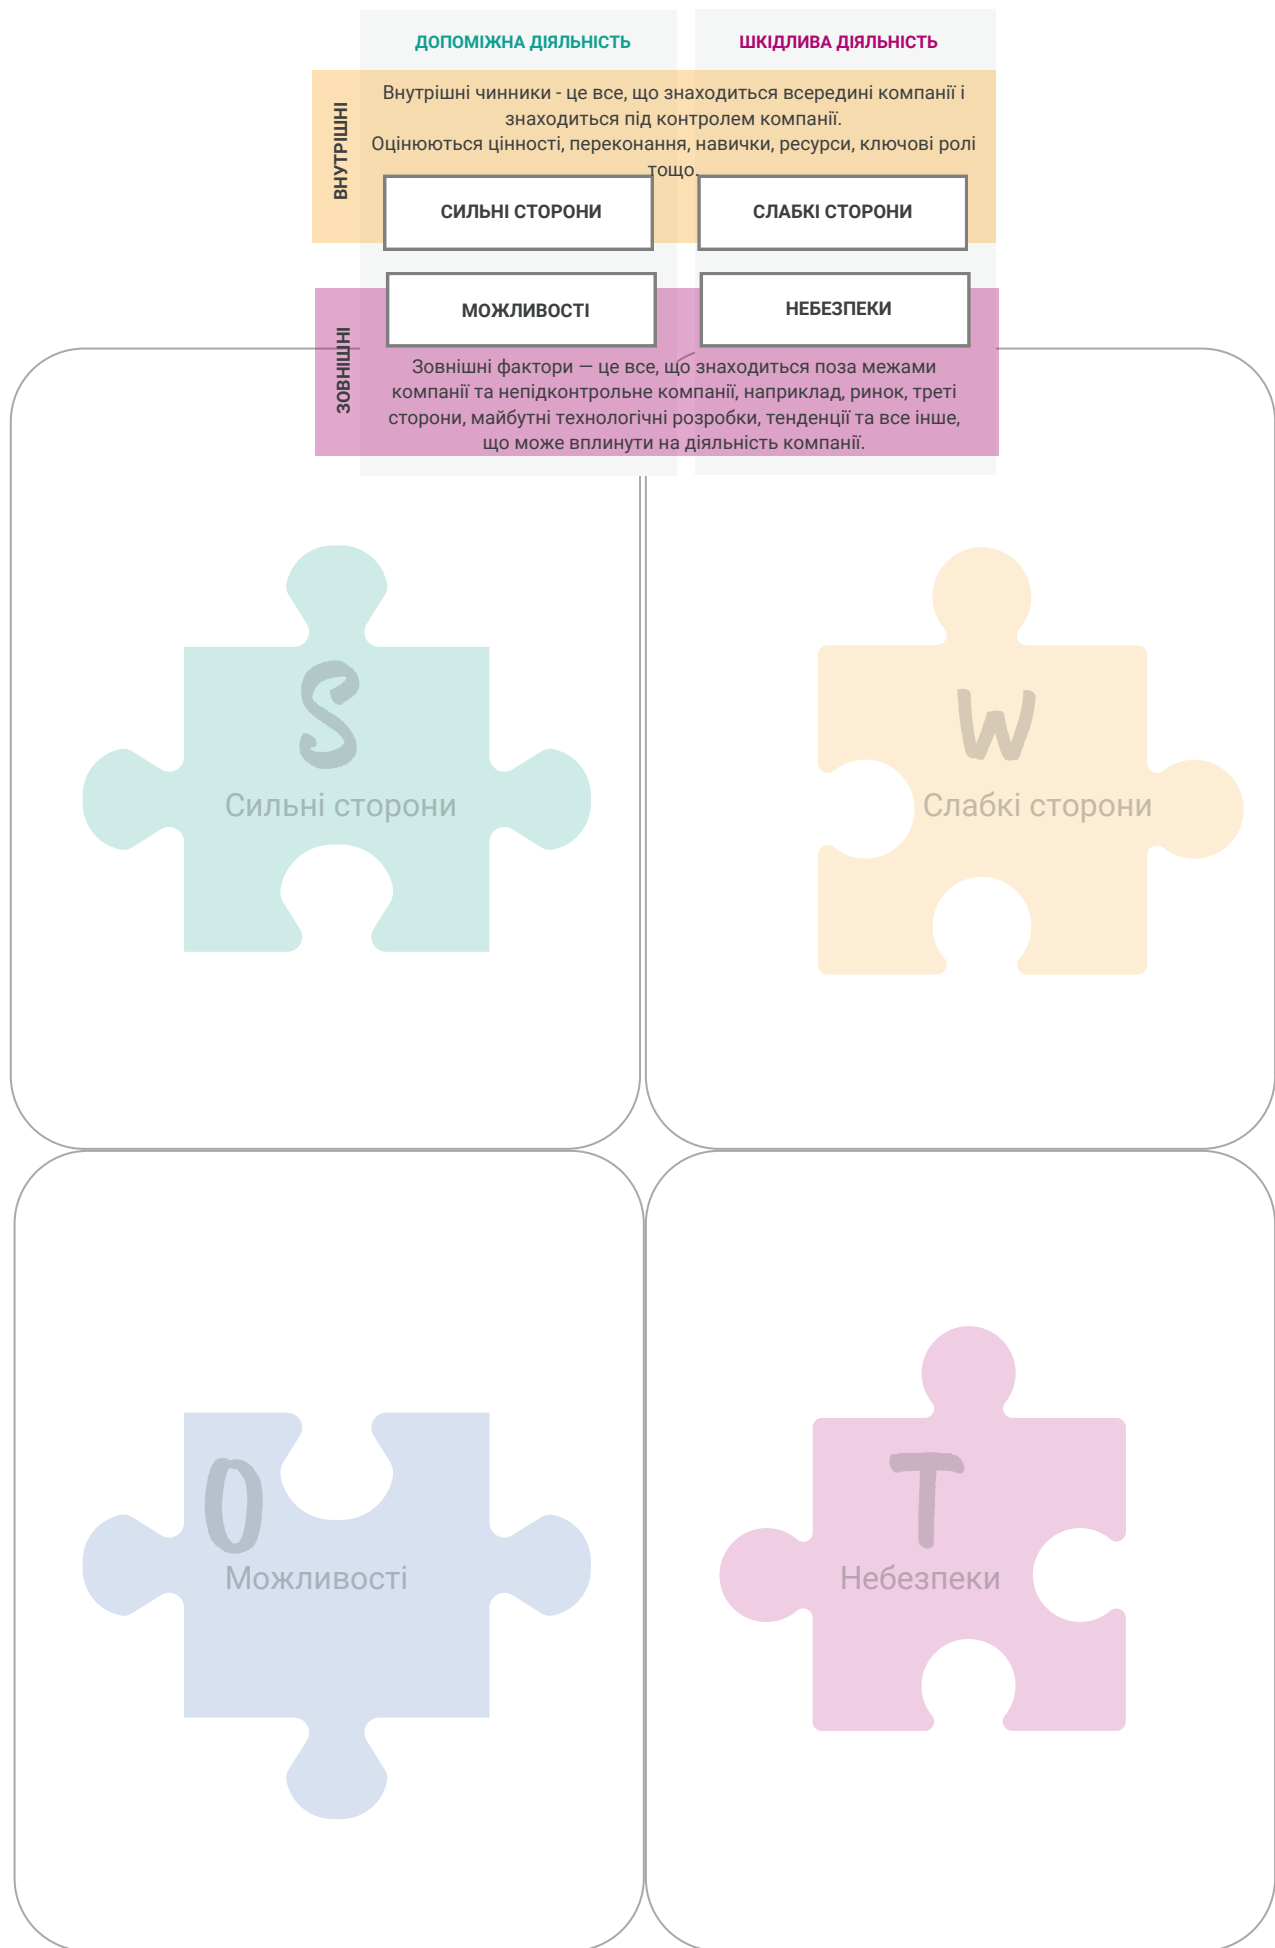 ДОПОМІЖНА ДІЯЛЬНІСТЬ
ШКІДЛИВА ДІЯЛЬНІСТЬ
ВНУТРІШНІ
Внутрішні чинники - це все, що знаходиться всередині компанії і
знаходиться під контролем компанії.
Оцінюються цінності, переконання, навички, ресурси, ключові ролі
тощо.
СИЛЬНІ СТОРОНИ
СЛАБКІ СТОРОНИ
МОЖЛИВОСТІ
НЕБЕЗПЕКИ
ЗОВНІШНІ
Зовнішні фактори — це все, що знаходиться поза межами
компанії та непідконтрольне компанії, наприклад, ринок, треті
сторони, майбутні технологічні розробки, тенденції та все інше,
що може вплинути на діяльність компанії.
S
Сильні сторони
W
Слабкі сторони
O
Можливості
T
Небезпеки